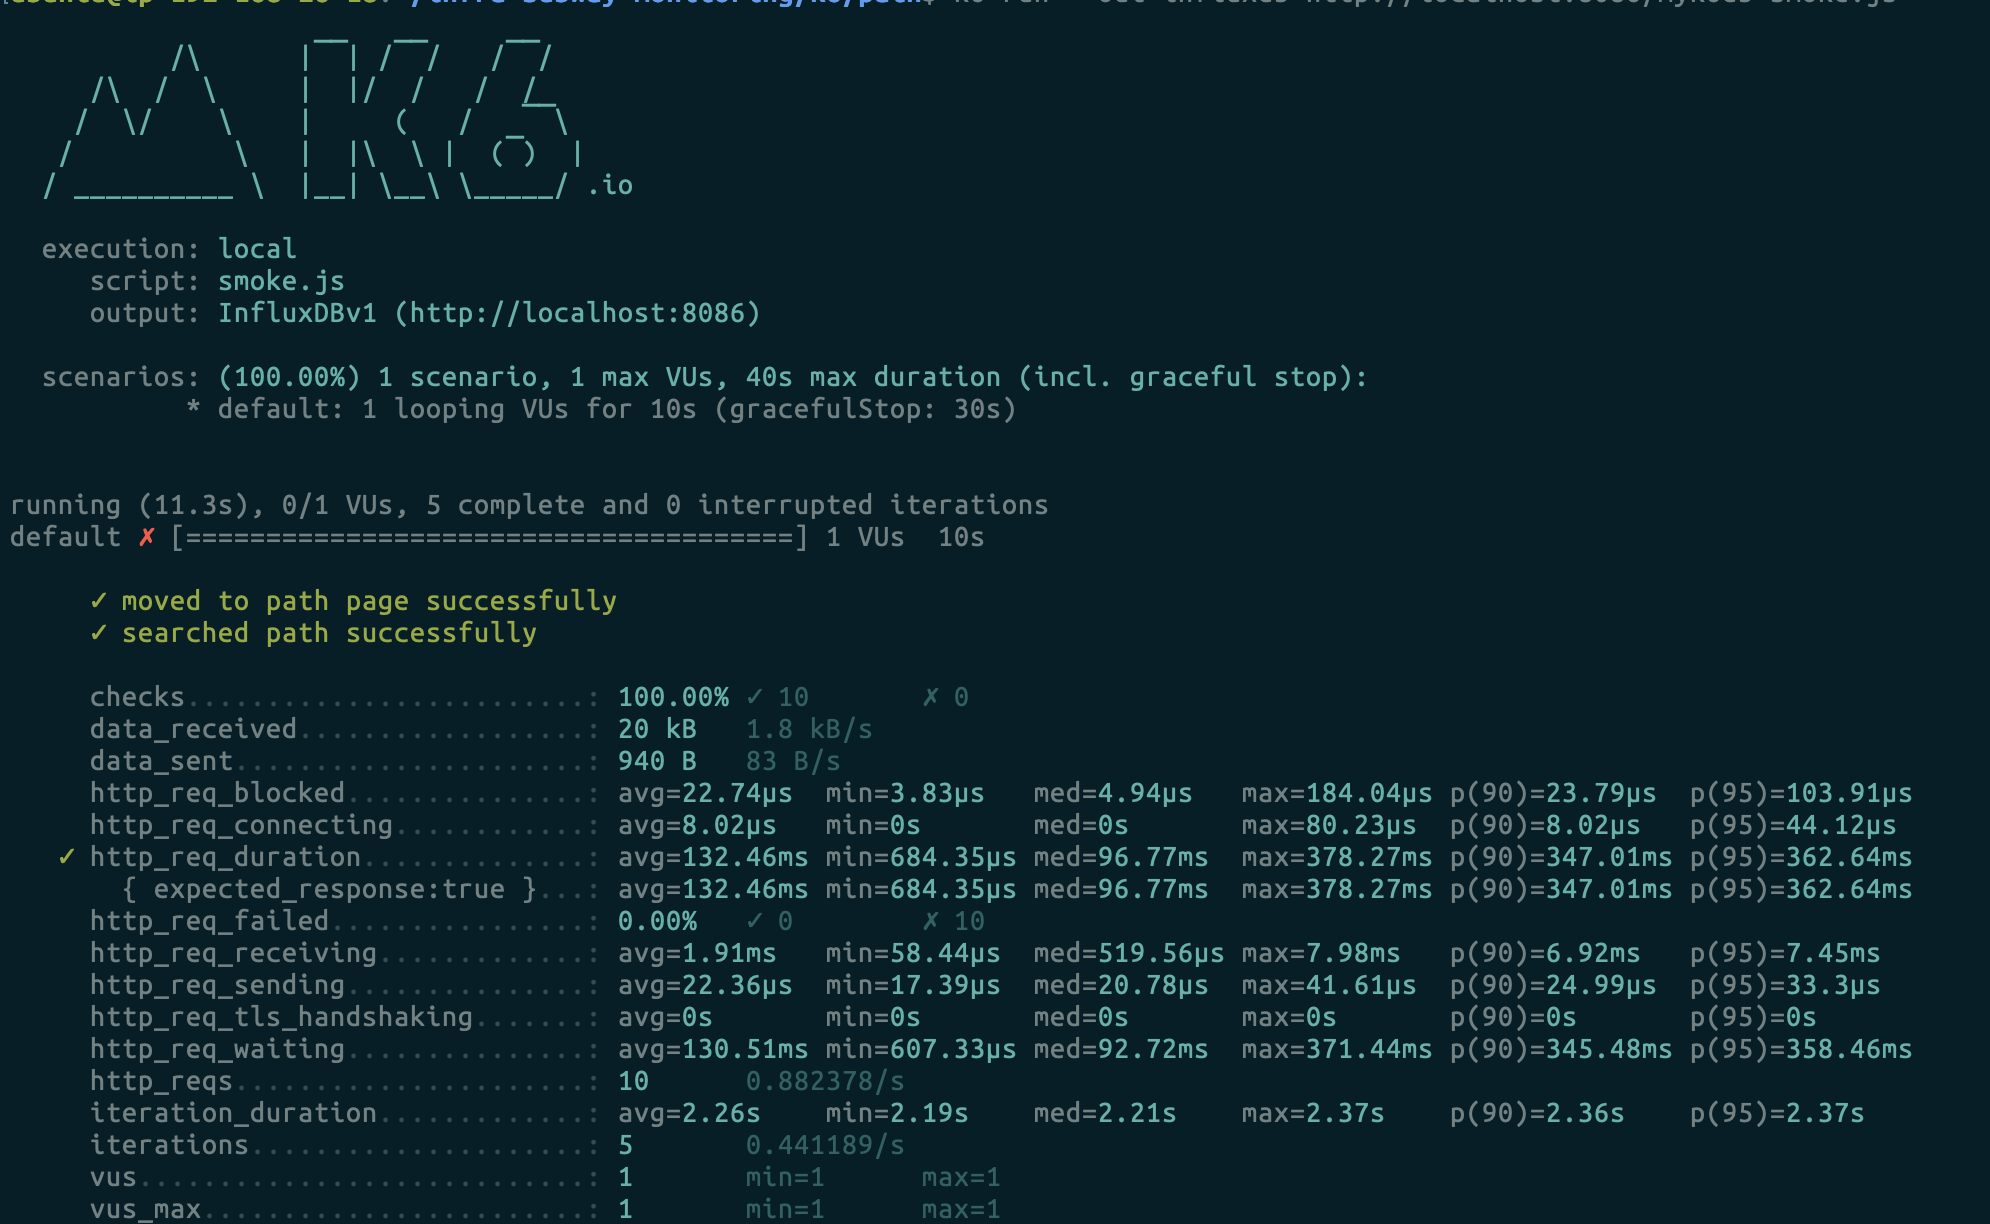 .io
execution: local
script: smoke.js
output: InfluxDBv1 (http://localhost:8086)
scenarios: (100.00%) 1 scenario, 1 max VUs, 40s max duration (incl. graceful stop):
* default: 1 looping VUs for 10s (gracefulStop: 30s)
running (11.3s), 0/1 VUs, 5 complete and 0 interrupted iterations
default ✗ [======================================] 1 VUs  10s
✓ moved to path page successfully
✓ searched path successfully
checks.........................: 100.00% ✓ 10 ✗ 0
data_received..................: 20 kB 1.8 kB/s
data_sent......................: 940 B 83 B/s
http_req_blocked...............: avg=22.74µs min=3.83µs med=4.94µs max=184.04µs p(90)=23.79µs p(95)=103.91µs
http_req_connecting............: avg=8.02µs min=0s med=0s max=80.23µs p(90)=8.02µs p(95)=44.12µs
✓ http_req_duration..............: avg=132.46ms min=684.35µs med=96.77ms max=378.27ms p(90)=347.01ms p(95)=362.64ms
{ expected_response:true }...: avg=132.46ms min=684.35µs med=96.77ms max=378.27ms p(90)=347.01ms p(95)=362.64ms
http_req_failed................: 0.00% ✓ 0 ✗ 10
http_req_receiving.............: avg=1.91ms min=58.44µs med=519.56µs max=7.98ms p(90)=6.92ms p(95)=7.45ms
http_req_sending...............: avg=22.36µs min=17.39µs med=20.78µs max=41.61µs p(90)=24.99µs p(95)=33.3µs
http_req_tls_handshaking.......: avg=0s min=0s med=0s max=0s p(90)=0s p(95)=0s
http_req_waiting...............: avg=130.51ms min=607.33µs med=92.72ms max=371.44ms p(90)=345.48ms p(95)=358.46ms
http_reqs......................: 10 0.882378/s
iteration_duration.............: avg=2.26s min=2.19s med=2.21s max=2.37s p(90)=2.36s p(95)=2.37s
iterations.....................: 5 0.441189/s
vus............................: 1 min=1 max=1
vus_max........................: 1 min=1 max=1